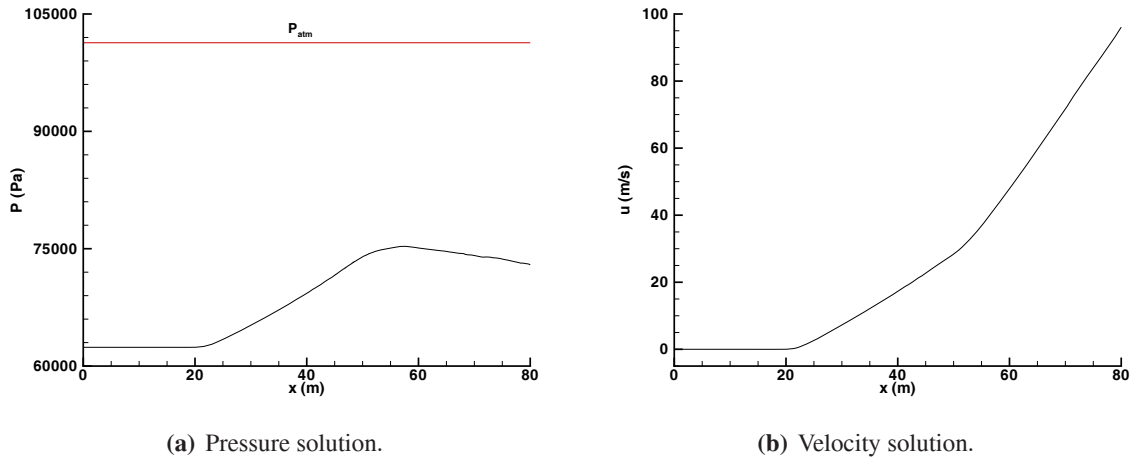 105000
P_atm
90000
P (Pa)
75000
60000
0 20 40 60 80
x (m)
(a) Pressure solution.
100
80
60
u (m/s)
40
20
0
0 20 40 60 80
x (m)
(b) Velocity solution.